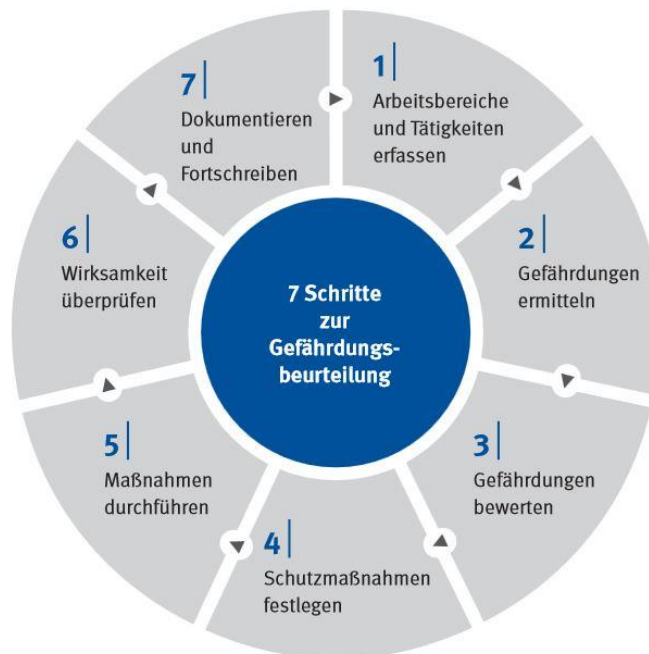 7 Schritte
zur
Gefährdungs-
beurteilung
1
Arbeitsbereiche
und Tätigkeiten
erfassen
2
Gefährdungen
ermitteln
3
Gefährdungen
bewerten
4
Schutzmaßnahmen
festlegen
5
Maßnahmen
durchführen
6
Wirksamkeit
überprüfen
7
Dokumentieren
und
Fortschreiben